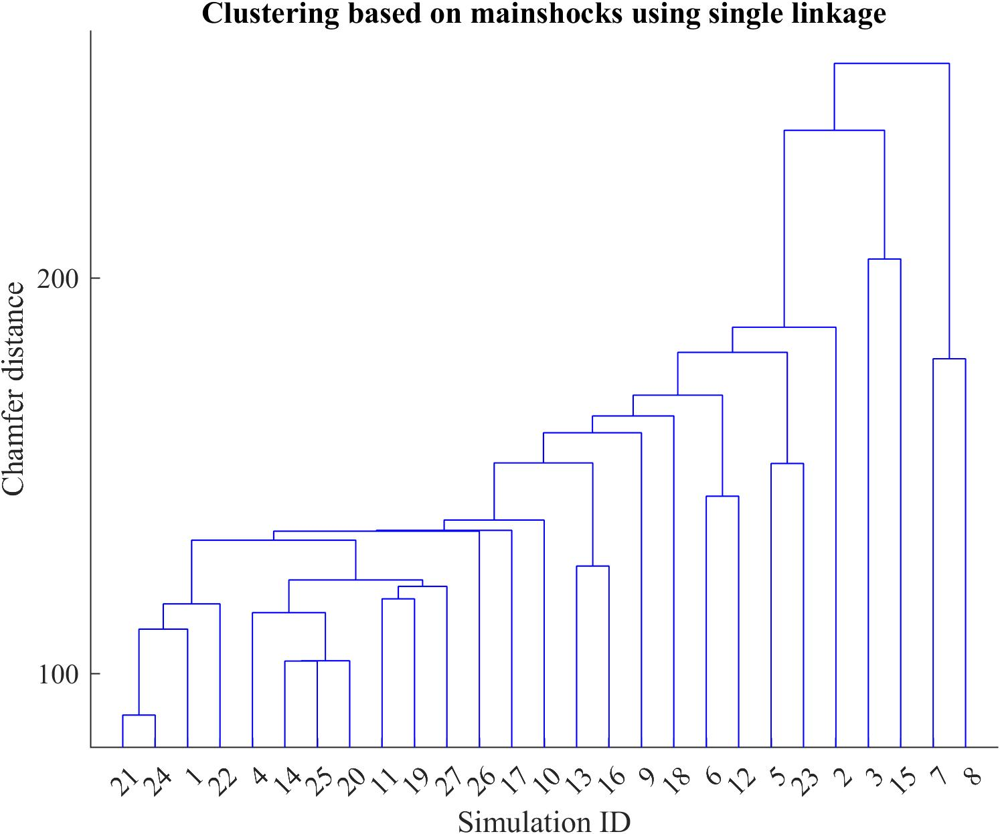 Clustering based on mainshocks using single linkage
200
100
Chamfer distance
21 24 1 22 4 14 25 20 11 19 27 26 17 10 13 16 9 18 6 12 5 23 2 3 15 7 8
Simulation ID